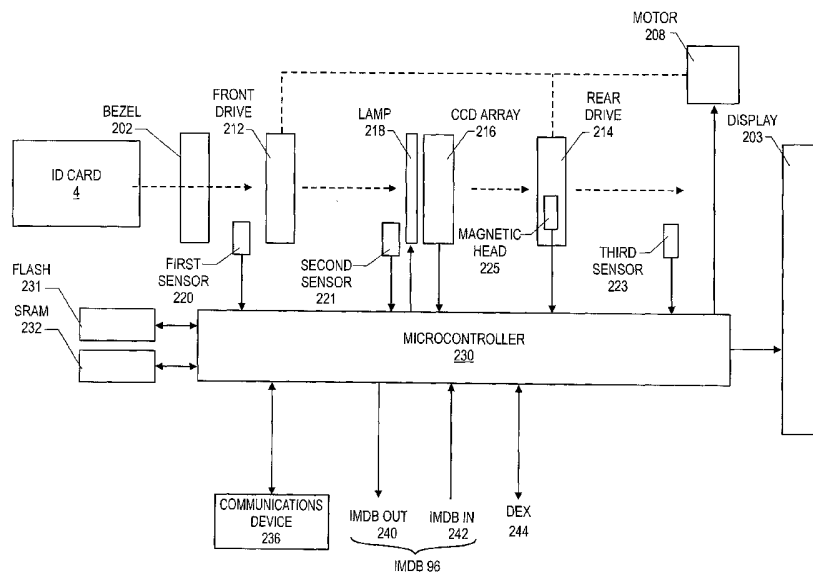 MOTOR
208
FRONT
DRIVE
212
BEZEL
202
LAMP
218
CCD ARRAY
216
REAR
DRIVE
214
DISPLAY
203
ID CARD
4
FIRST
SENSOR
220
SECOND
SENSOR
221
MAGNETIC
HEAD
225
THIRD
SENSOR
223
FLASH
231
SRAM
232
MICROCONTROLLER
230
COMMUNICATIONS
DEVICE
236
IMDB OUT
240
IMDB IN
242
DEX
244
IMDB 96